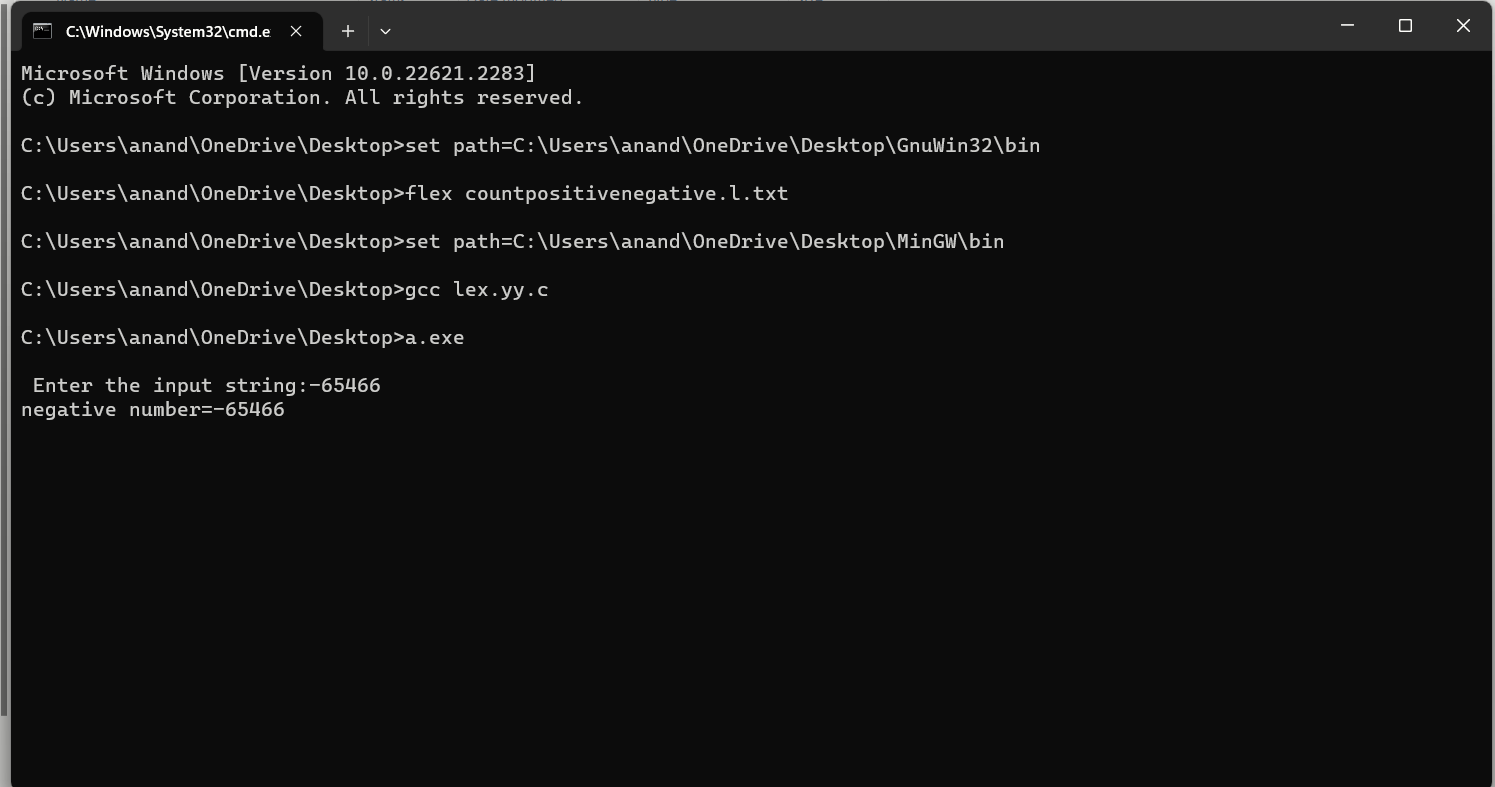 C:\Windows\System32\cmd.e
Microsoft Windows [Version 10.0.22621.2283]
(c) Microsoft Corporation. All rights reserved.
C:\Users\anand\OneDrive\Desktop>set path=C:\Users\anand\OneDrive\Desktop\GnuWin32\bin
C:\Users\anand\OneDrive\Desktop>flex countpositivenegative.l.txt
C:\Users\anand\OneDrive\Desktop>set path=C:\Users\anand\OneDrive\Desktop\MinGW\bin
C:\Users\anand\OneDrive\Desktop>gcc lex.yy.c
C:\Users\anand\OneDrive\Desktop>a.exe
Enter the input string:-65466
negative number=-65466